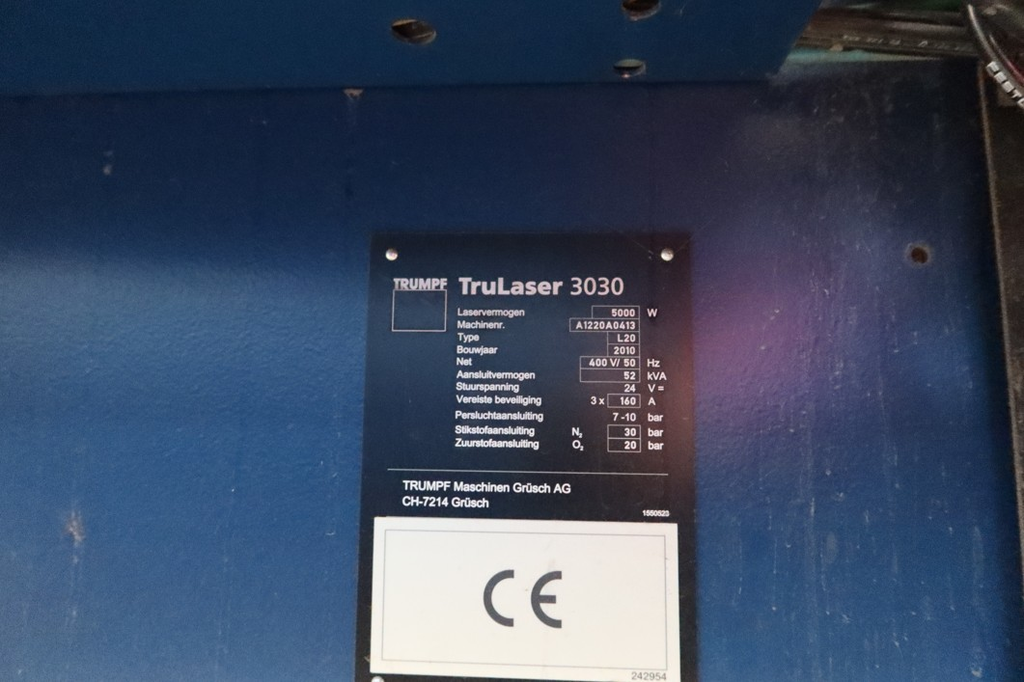 TRUMPF TruLaser 3030
Laservermogen 5000 W
Machinenr. A1220A0413
Type L20
Bouwjaar 2010
Net 400 V/ 50 Hz
Aansluitvermogen 52 kVA
Stuurspanning 24 V =
Vereiste beveiliging 3 x 160 A
Persluchtaansluiting 7 -10 bar
Stikstofaansluiting N₂ 30 bar
Zuurstofaansluiting O₂ 20 bar
TRUMPF Maschinen Grüsch AG
CH-7214 Grüsch
1550523
CE
242954